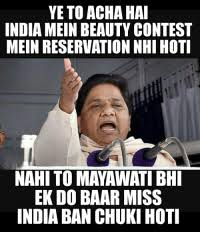 YE TO ACHA HAI
INDIA MEIN BEAUTY CONTEST
MEIN RESERVATION NHI HOTI
NAHI TO MAYAWATI BHI
EK DO BAAR MISS
INDIA BAN CHUKI HOTI